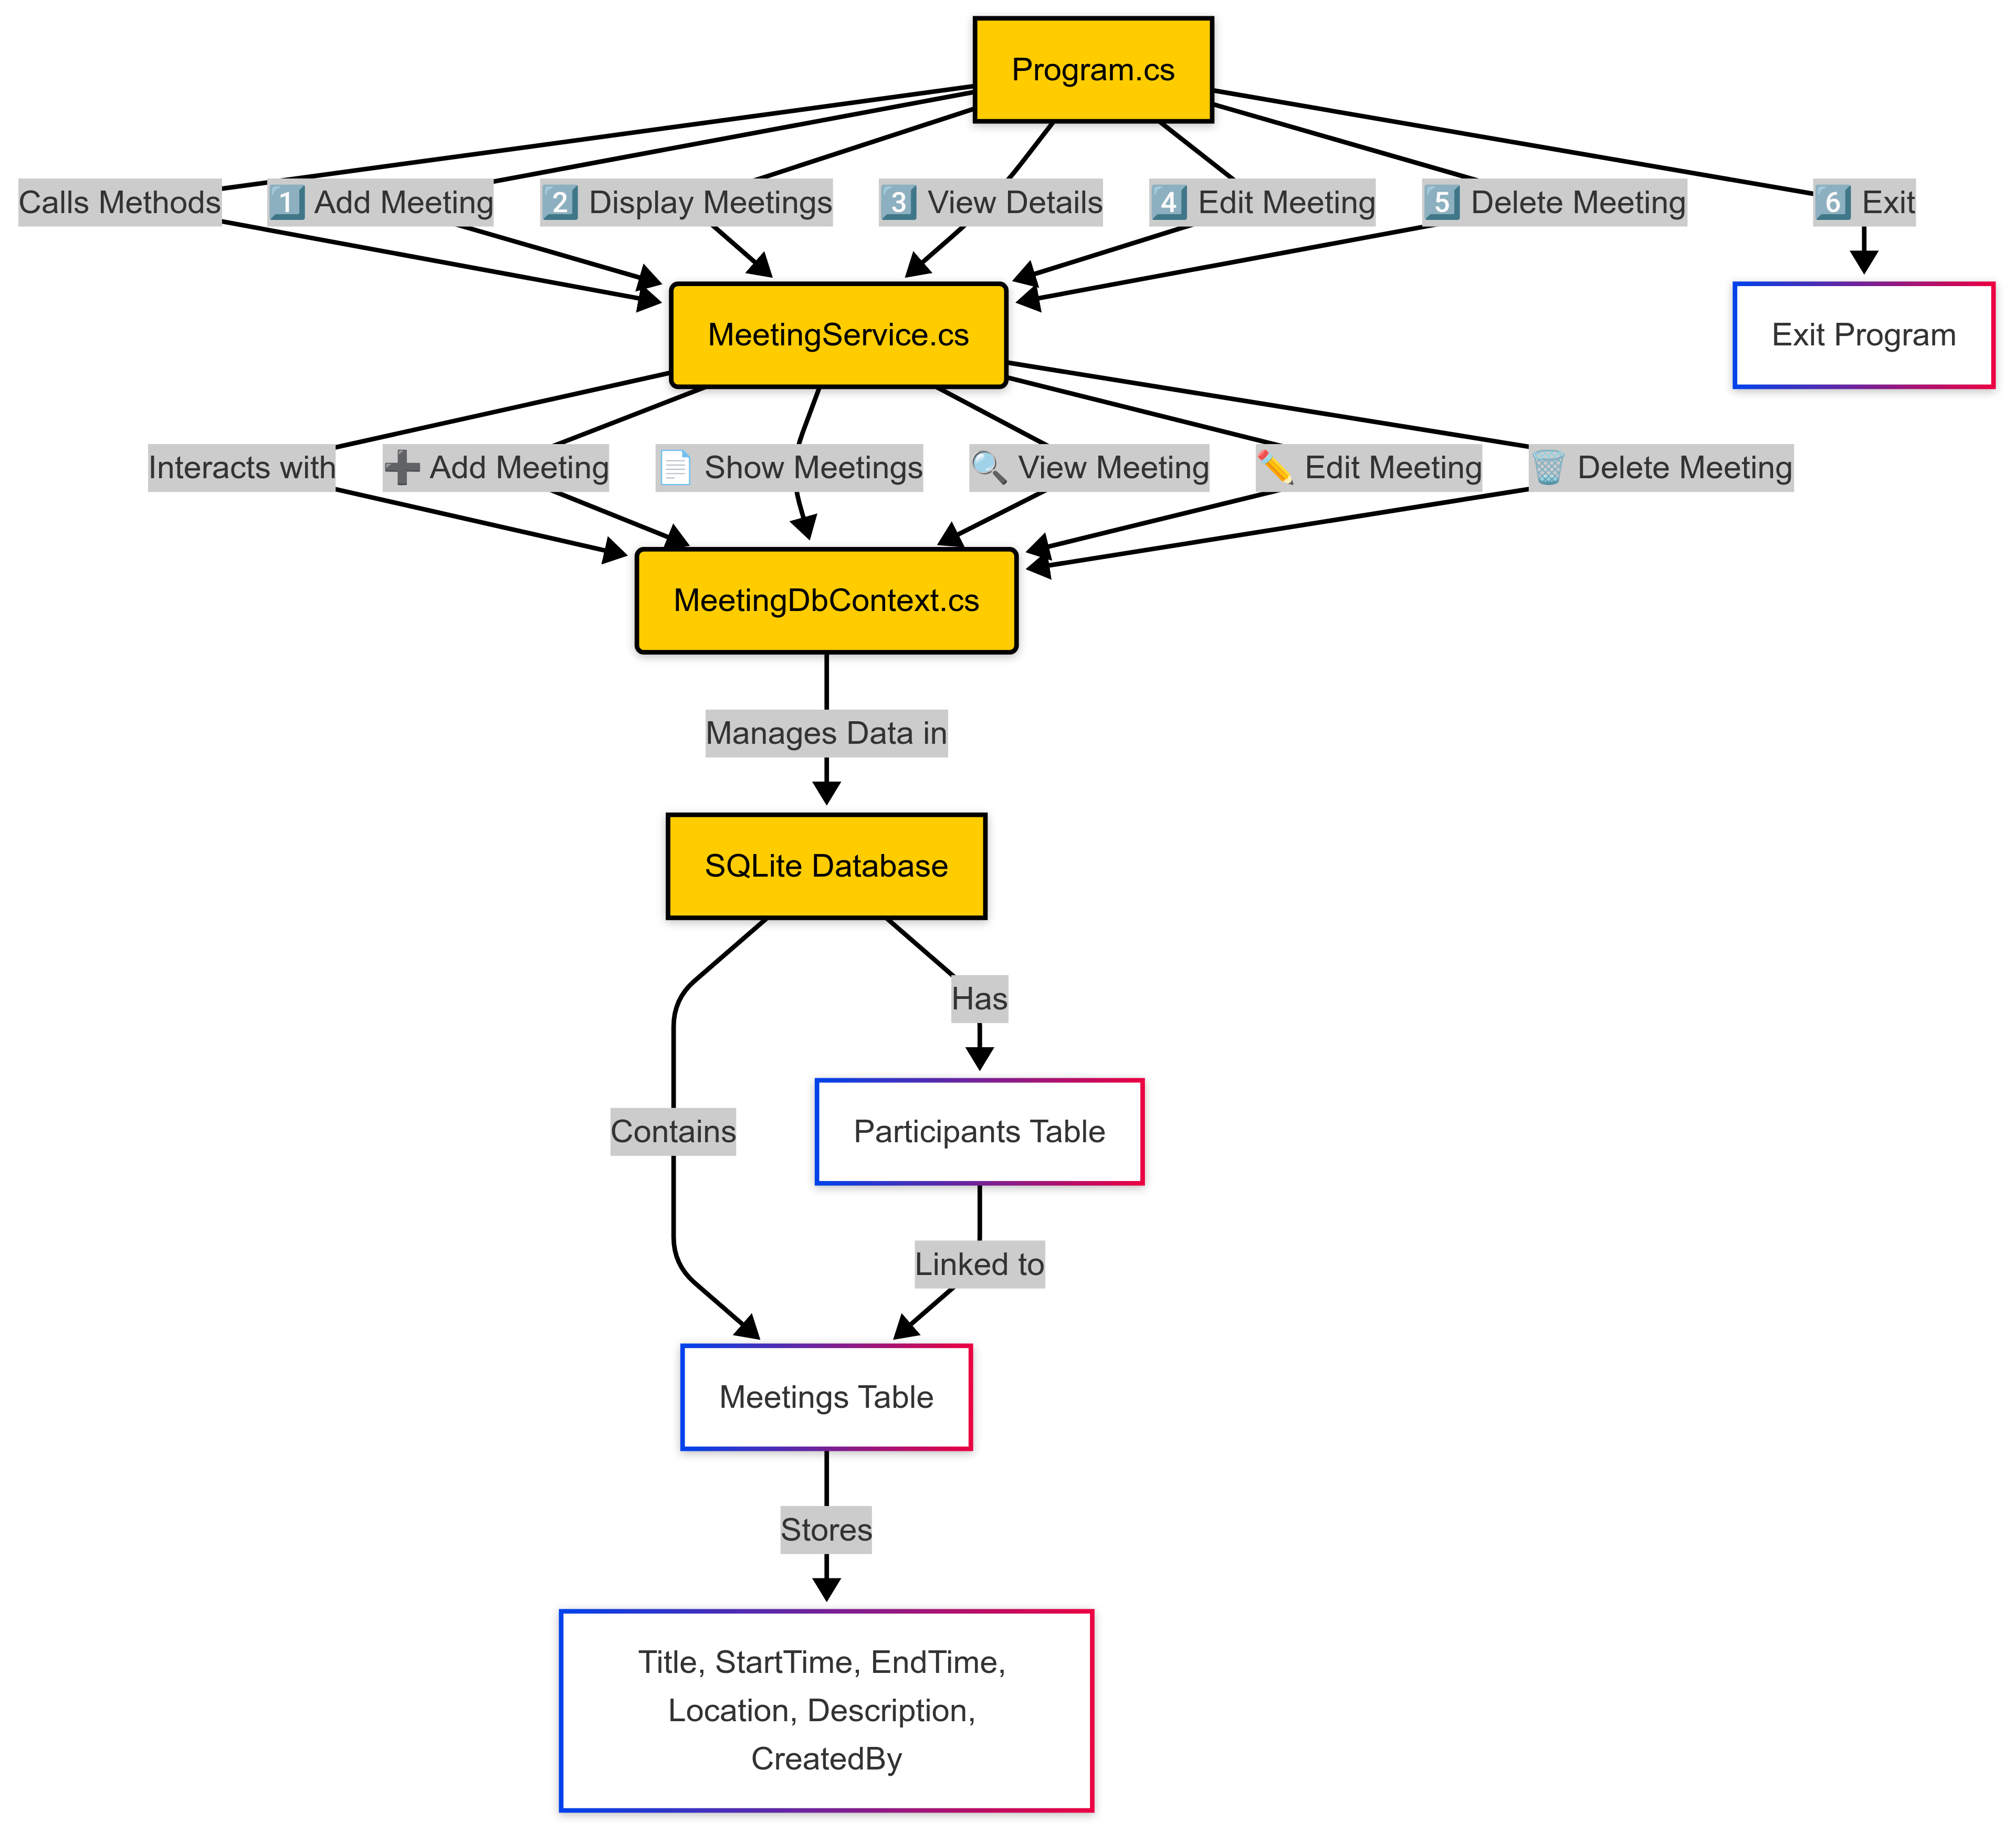 Program.cs
Calls Methods
1️⃣ Add Meeting
2️⃣ Display Meetings
3️⃣ View Details
4️⃣ Edit Meeting
5️⃣ Delete Meeting
6️⃣ Exit
MeetingService.cs
Exit Program
Interacts with
➕ Add Meeting
📄 Show Meetings
🔍 View Meeting
✏️ Edit Meeting
🗑️ Delete Meeting
MeetingDbContext.cs
Manages Data in
SQLite Database
Has
Contains
Participants Table
Linked to
Meetings Table
Stores
Title, StartTime, EndTime,
Location, Description,
CreatedBy